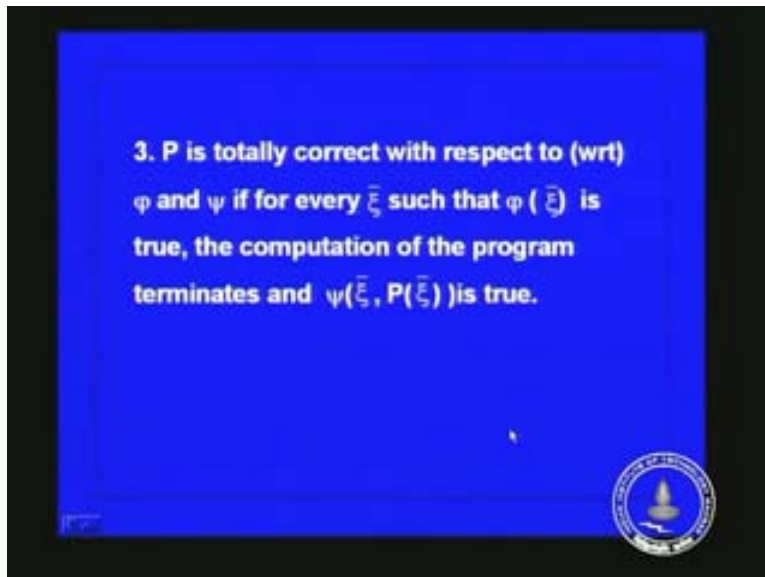 3. P is totally correct with respect to (wrt)
φ and ψ if for every ξ̄ such that φ ( ξ̄) is
true, the computation of the program
terminates and ψ(ξ̄ , P(ξ̄) )is true.